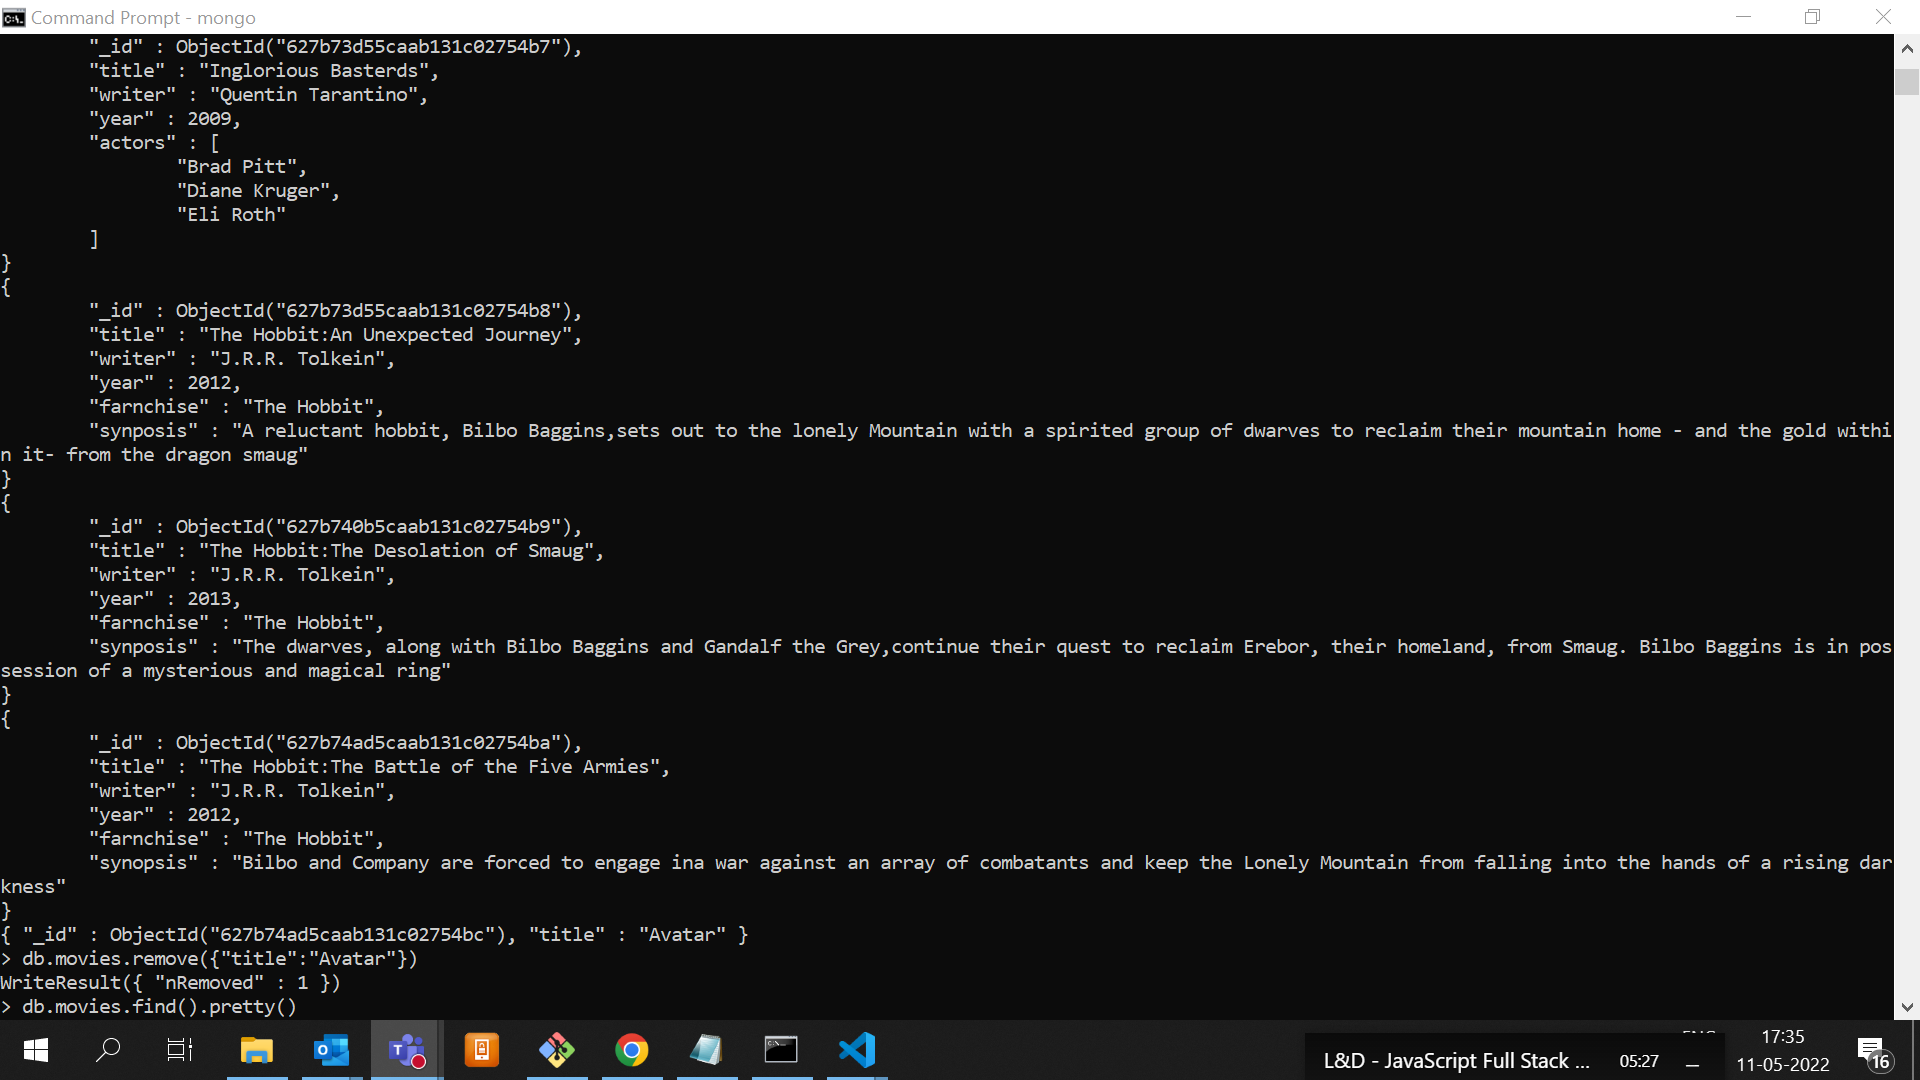 Command Prompt - mongo
"_id" : ObjectId("627b73d55caab131c02754b7"),
"title" : "Inglorious Basterds",
"writer" : "Quentin Tarantino",
"year" : 2009,
"actors" : [
"Brad Pitt",
"Diane Kruger",
"Eli Roth"
]
}
{
"_id" : ObjectId("627b73d55caab131c02754b8"),
"title" : "The Hobbit:An Unexpected Journey",
"writer" : "J.R.R. Tolkein",
"year" : 2012,
"farnchise" : "The Hobbit",
"synposis" : "A reluctant hobbit, Bilbo Baggins,sets out to the lonely Mountain with a spirited group of dwarves to reclaim their mountain home - and the gold withi
n it- from the dragon smaug"
}
{
"_id" : ObjectId("627b740b5caab131c02754b9"),
"title" : "The Hobbit:The Desolation of Smaug",
"writer" : "J.R.R. Tolkein",
"year" : 2013,
"farnchise" : "The Hobbit",
"synposis" : "The dwarves, along with Bilbo Baggins and Gandalf the Grey,continue their quest to reclaim Erebor, their homeland, from Smaug. Bilbo Baggins is in pos
session of a mysterious and magical ring"
}
{
"_id" : ObjectId("627b74ad5caab131c02754ba"),
"title" : "The Hobbit:The Battle of the Five Armies",
"writer" : "J.R.R. Tolkein",
"year" : 2012,
"farnchise" : "The Hobbit",
"synopsis" : "Bilbo and Company are forced to engage ina war against an array of combatants and keep the Lonely Mountain from falling into the hands of a rising dar
kness"
}
{ "_id" : ObjectId("627b74ad5caab131c02754bc"), "title" : "Avatar" }
> db.movies.remove({"title":"Avatar"})
WriteResult({ "nRemoved" : 1 })
> db.movies.find().pretty()
L&D - JavaScript Full Stack ... 05:27
17:35
11-05-2022
16